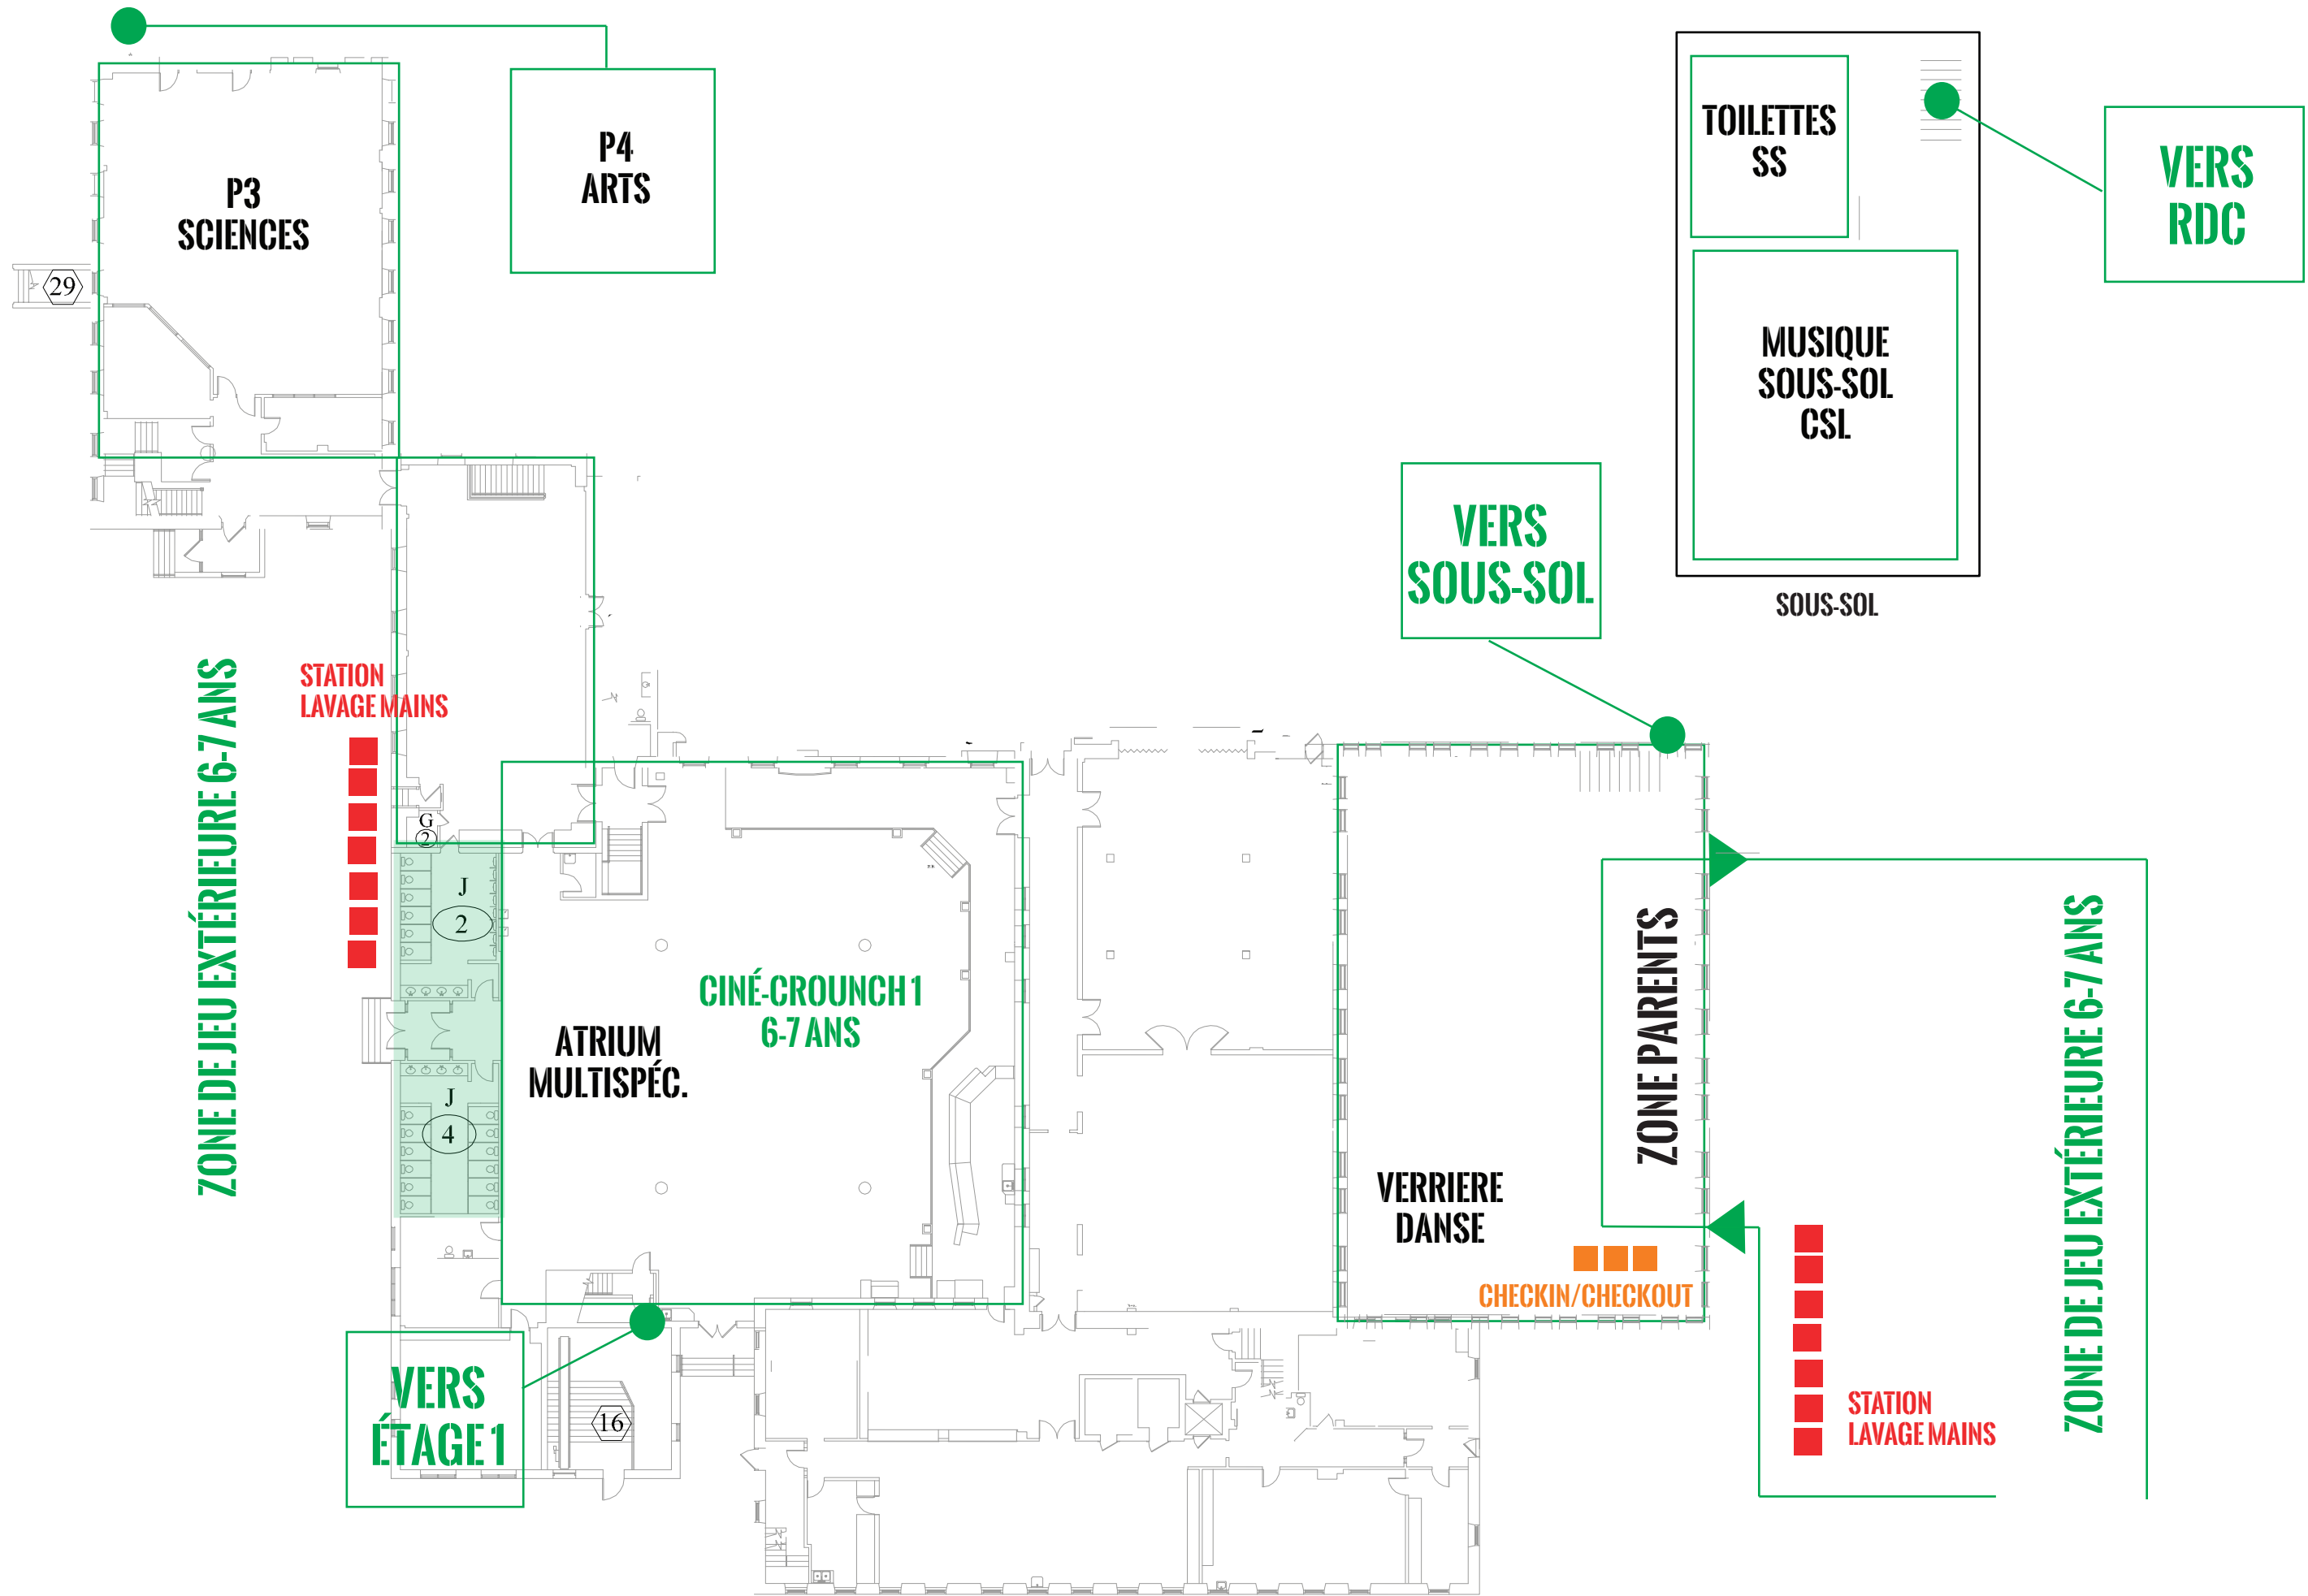 P4
ARTS
TOILETTES
SS
VERS
RDC
P3
SCIENCES
29
MUSIQUE
SOUS-SOL
CSL
VERS
SOUS-SOL
SOUS-SOL
STATION
LAVAGE MAINS
ZONE DE JEU EXTÉRIEURE 6-7 ANS
G
2
J
2
CINÉ-CROUNCH 1
6-7 ANS
ATRIUM
MULTISPÉC.
J
4
ZONE PARENTS
ZONE DE JEU EXTÉRIEURE 6-7 ANS
VERRIERE
DANSE
CHECKIN/CHECKOUT
VERS
ÉTAGE 1
16
STATION
LAVAGE MAINS